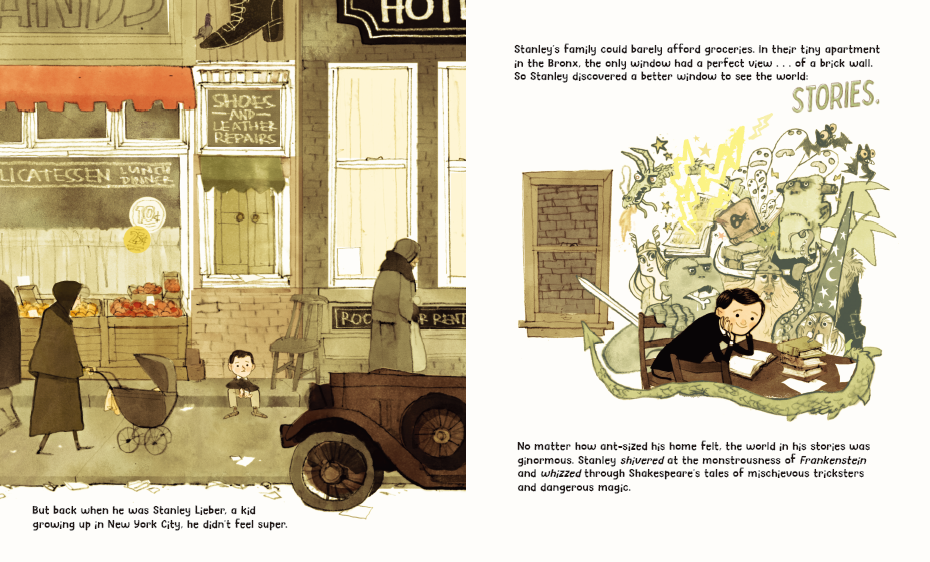 ANDS
HOTE
SHOES
—AND—
LEATHER
REPAIRS
LICATESSEN LUNCH
DINNER
10¢
ROO R RENT
But back when he was Stanley Lieber, a kid
growing up in New York City, he didn't feel super.
Stanley's family could barely afford groceries. In their tiny apartment
in the Bronx, the only window had a perfect view . . . of a brick wall.
So Stanley discovered a better window to see the world:
STORIES.
No matter how ant-sized his home felt, the world in his stories was
ginormous. Stanley shivered at the monstrousness of Frankenstein
and whizzed through Shakespeare's tales of mischievous tricksters
and dangerous magic.